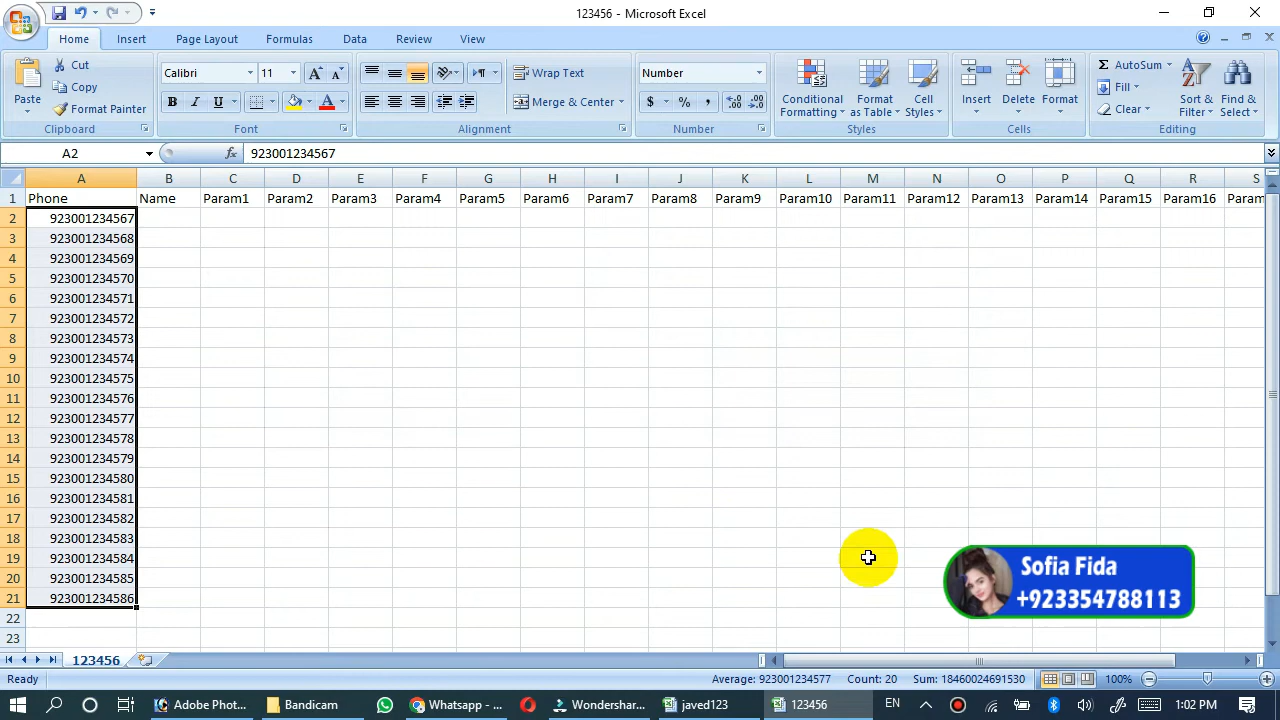 123456 - Microsoft Excel
Home Insert Page Layout Formulas Data Review View
Paste
Cut
Copy
Format Painter
Clipboard
Calibri 11
B I U
Font
Wrap Text
Merge & Center
Alignment
Number
$ % ,
Number
Conditional Formatting
Format as Table
Cell Styles
Styles
Insert Delete Format
Cells
Σ AutoSum
Fill
Clear
Sort & Filter
Find & Select
Editing
A2 fx 923001234567
A B C D E F G H I J K L M N O P Q R S
1 Phone Name Param1 Param2 Param3 Param4 Param5 Param6 Param7 Param8 Param9 Param10 Param11 Param12 Param13 Param14 Param15 Param16 Param
2 923001234567
3 923001234568
4 923001234569
5 923001234570
6 923001234571
7 923001234572
8 923001234573
9 923001234574
10 923001234575
11 923001234576
12 923001234577
13 923001234578
14 923001234579
15 923001234580
16 923001234581
17 923001234582
18 923001234583
19 923001234584
20 923001234585
21 923001234586
22
23
Sofia Fida
+923354788113
123456
Ready Average: 923001234577 Count: 20 Sum: 18460024691530 100%
Adobe Phot... Bandicam Whatsapp - ... Wondershar... javed123 123456 EN 1:02 PM